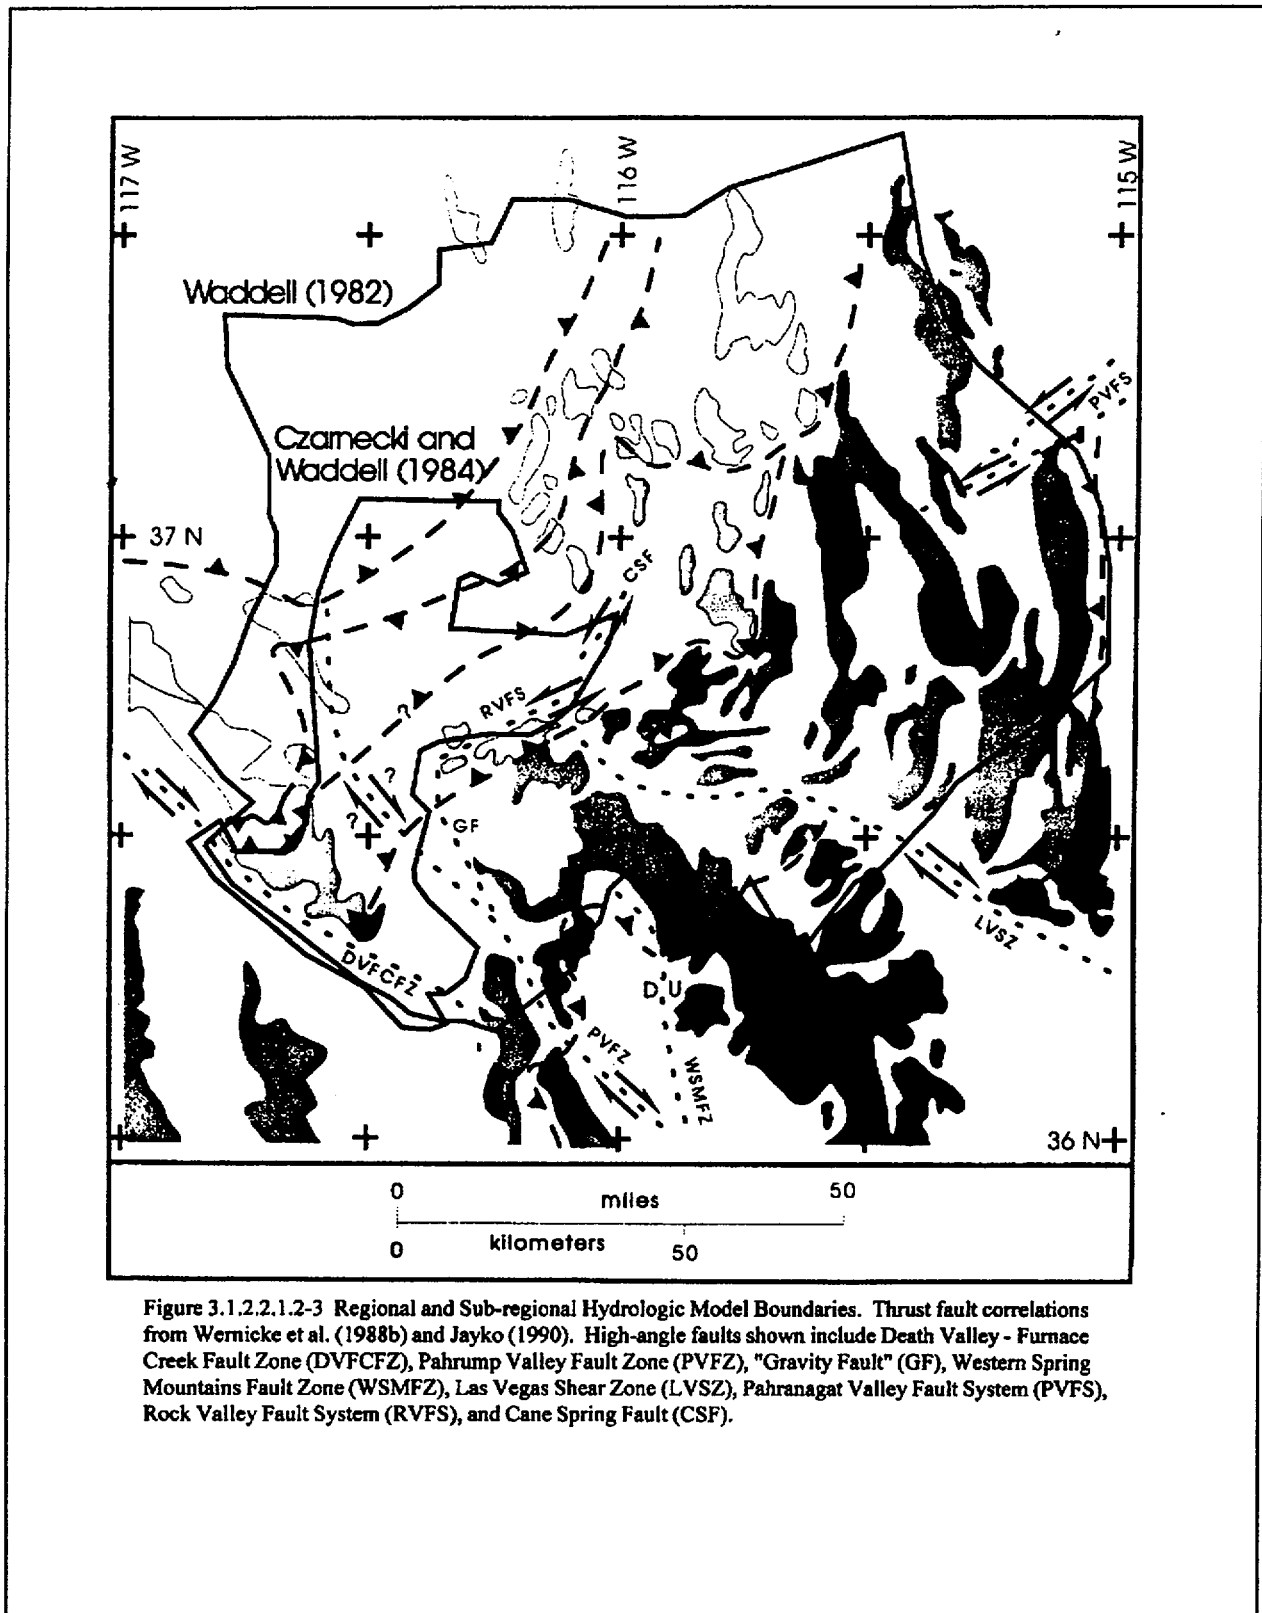 117 W
116 W
115 W
Waddell (1982)
PVFS
Czarnecki and
Waddell (1984)
37 N
CSF
RVFS
?
?
?
GF
LVSZ
DVFCFZ
D U
PVFZ
WSMFZ
36 N
0 miles 50
0 kilometers 50
Figure 3.1.2.2.1.2-3 Regional and Sub-regional Hydrologic Model Boundaries. Thrust fault correlations
from Wernicke et al. (1988b) and Jayko (1990). High-angle faults shown include Death Valley - Furnace
Creek Fault Zone (DVFCFZ), Pahrump Valley Fault Zone (PVFZ), "Gravity Fault" (GF), Western Spring
Mountains Fault Zone (WSMFZ), Las Vegas Shear Zone (LVSZ), Pahranagat Valley Fault System (PVFS),
Rock Valley Fault System (RVFS), and Cane Spring Fault (CSF).